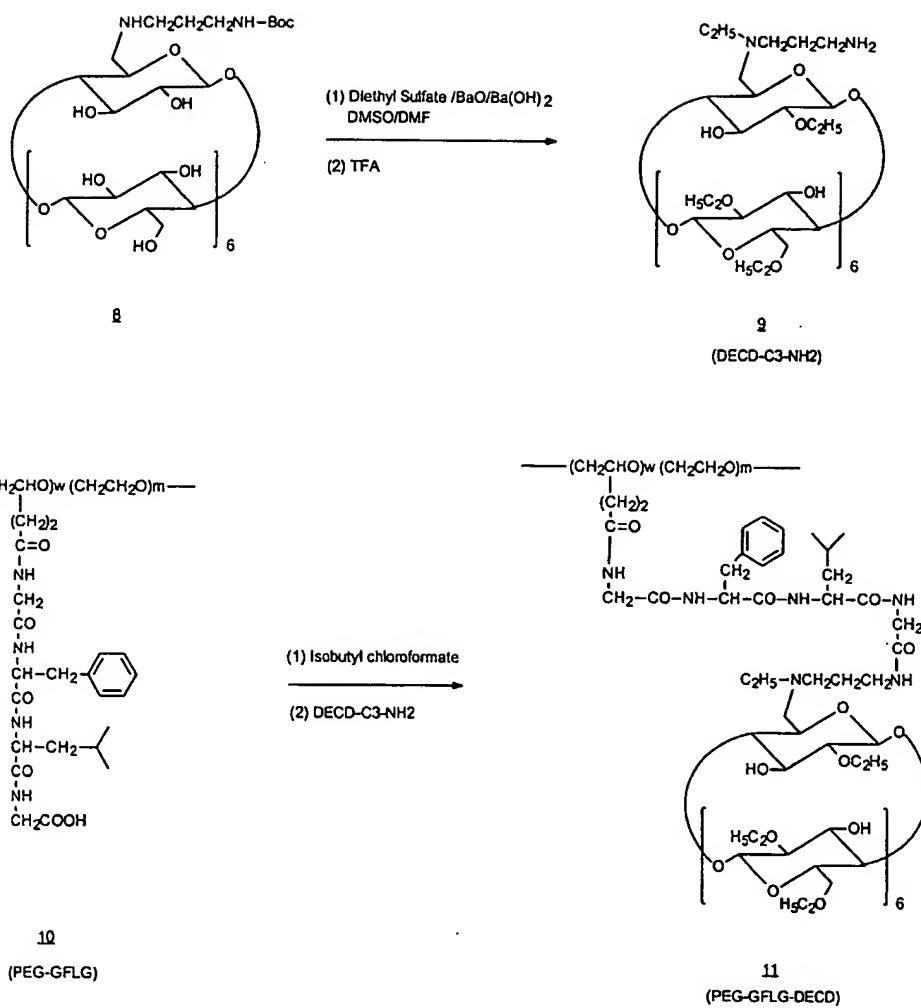 NHCH2CH2CH2NH-Boc
O
O
HO
OH
(1) Diethyl Sulfate /BaO/Ba(OH)2
DMSO/DMF
(2) TFA
HO
OH
O
O
HO
6
8
C2H5
NCH2CH2CH2NH2
O
O
HO
OC2H5
H5C2O
OH
O
O
H5C2O
6
9
(DECD-C3-NH2)
H2CHO)w (CH2CH2O)m
(CH2)2
C=O
NH
CH2
CO
NH
CH-CH2
CO
NH
CH
CO
NH
CH2COOH
10
(PEG-GFLG)
(1) Isobutyl chloroformate
(2) DECD-C3-NH2
(CH2CHO)w (CH2CH2O)m
(CH2)2
C=O
NH
CH2-CO-NH-CH-CO-NH-CH-CO-NH
CH2
CH2
CH2
CO
C2H5
NCH2CH2CH2NH
O
O
HO
OC2H5
H5C2O
OH
O
O
H5C2O
6
11
(PEG-GFLG-DECD)